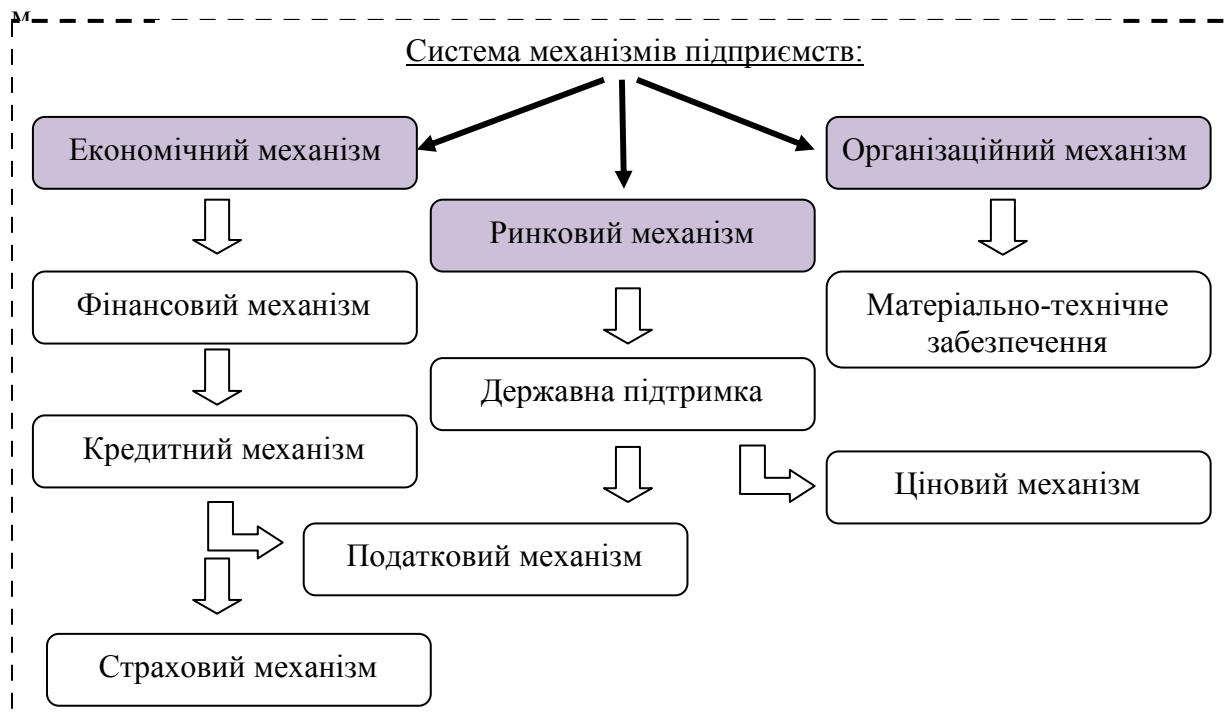 м
Система механізмів підприємств:
Економічний механізм
Організаційний механізм
Ринковий механізм
Фінансовий механізм
Матеріально-технічне
забезпечення
Державна підтримка
Кредитний механізм
Ціновий механізм
Податковий механізм
Страховий механізм